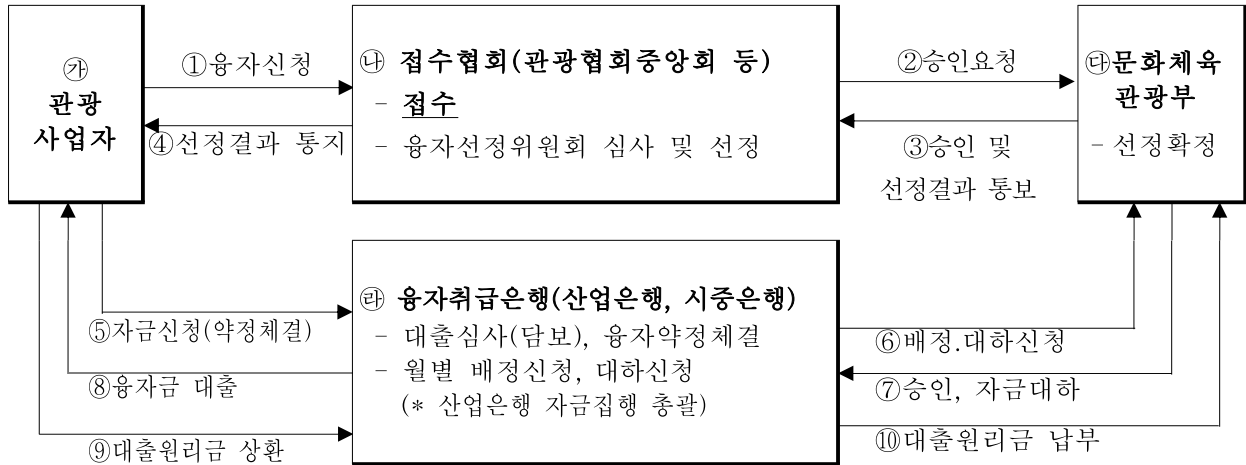 ㉮
관광
사업자
①융자신청
④선정결과 통지
㉯ 접수협회(관광협회중앙회 등)
- 접수
- 융자선정위원회 심사 및 선정
②승인요청
③승인 및
선정결과 통보
㉰문화체육
관광부
- 선정확정
⑤자금신청(약정체결)
⑧융자금 대출
⑨대출원리금 상환
㉱ 융자취급은행(산업은행, 시중은행)
- 대출심사(담보), 융자약정체결
- 월별 배정신청, 대하신청
(* 산업은행 자금집행 총괄)
⑥배정.대하신청
⑦승인, 자금대하
⑩대출원리금 납부